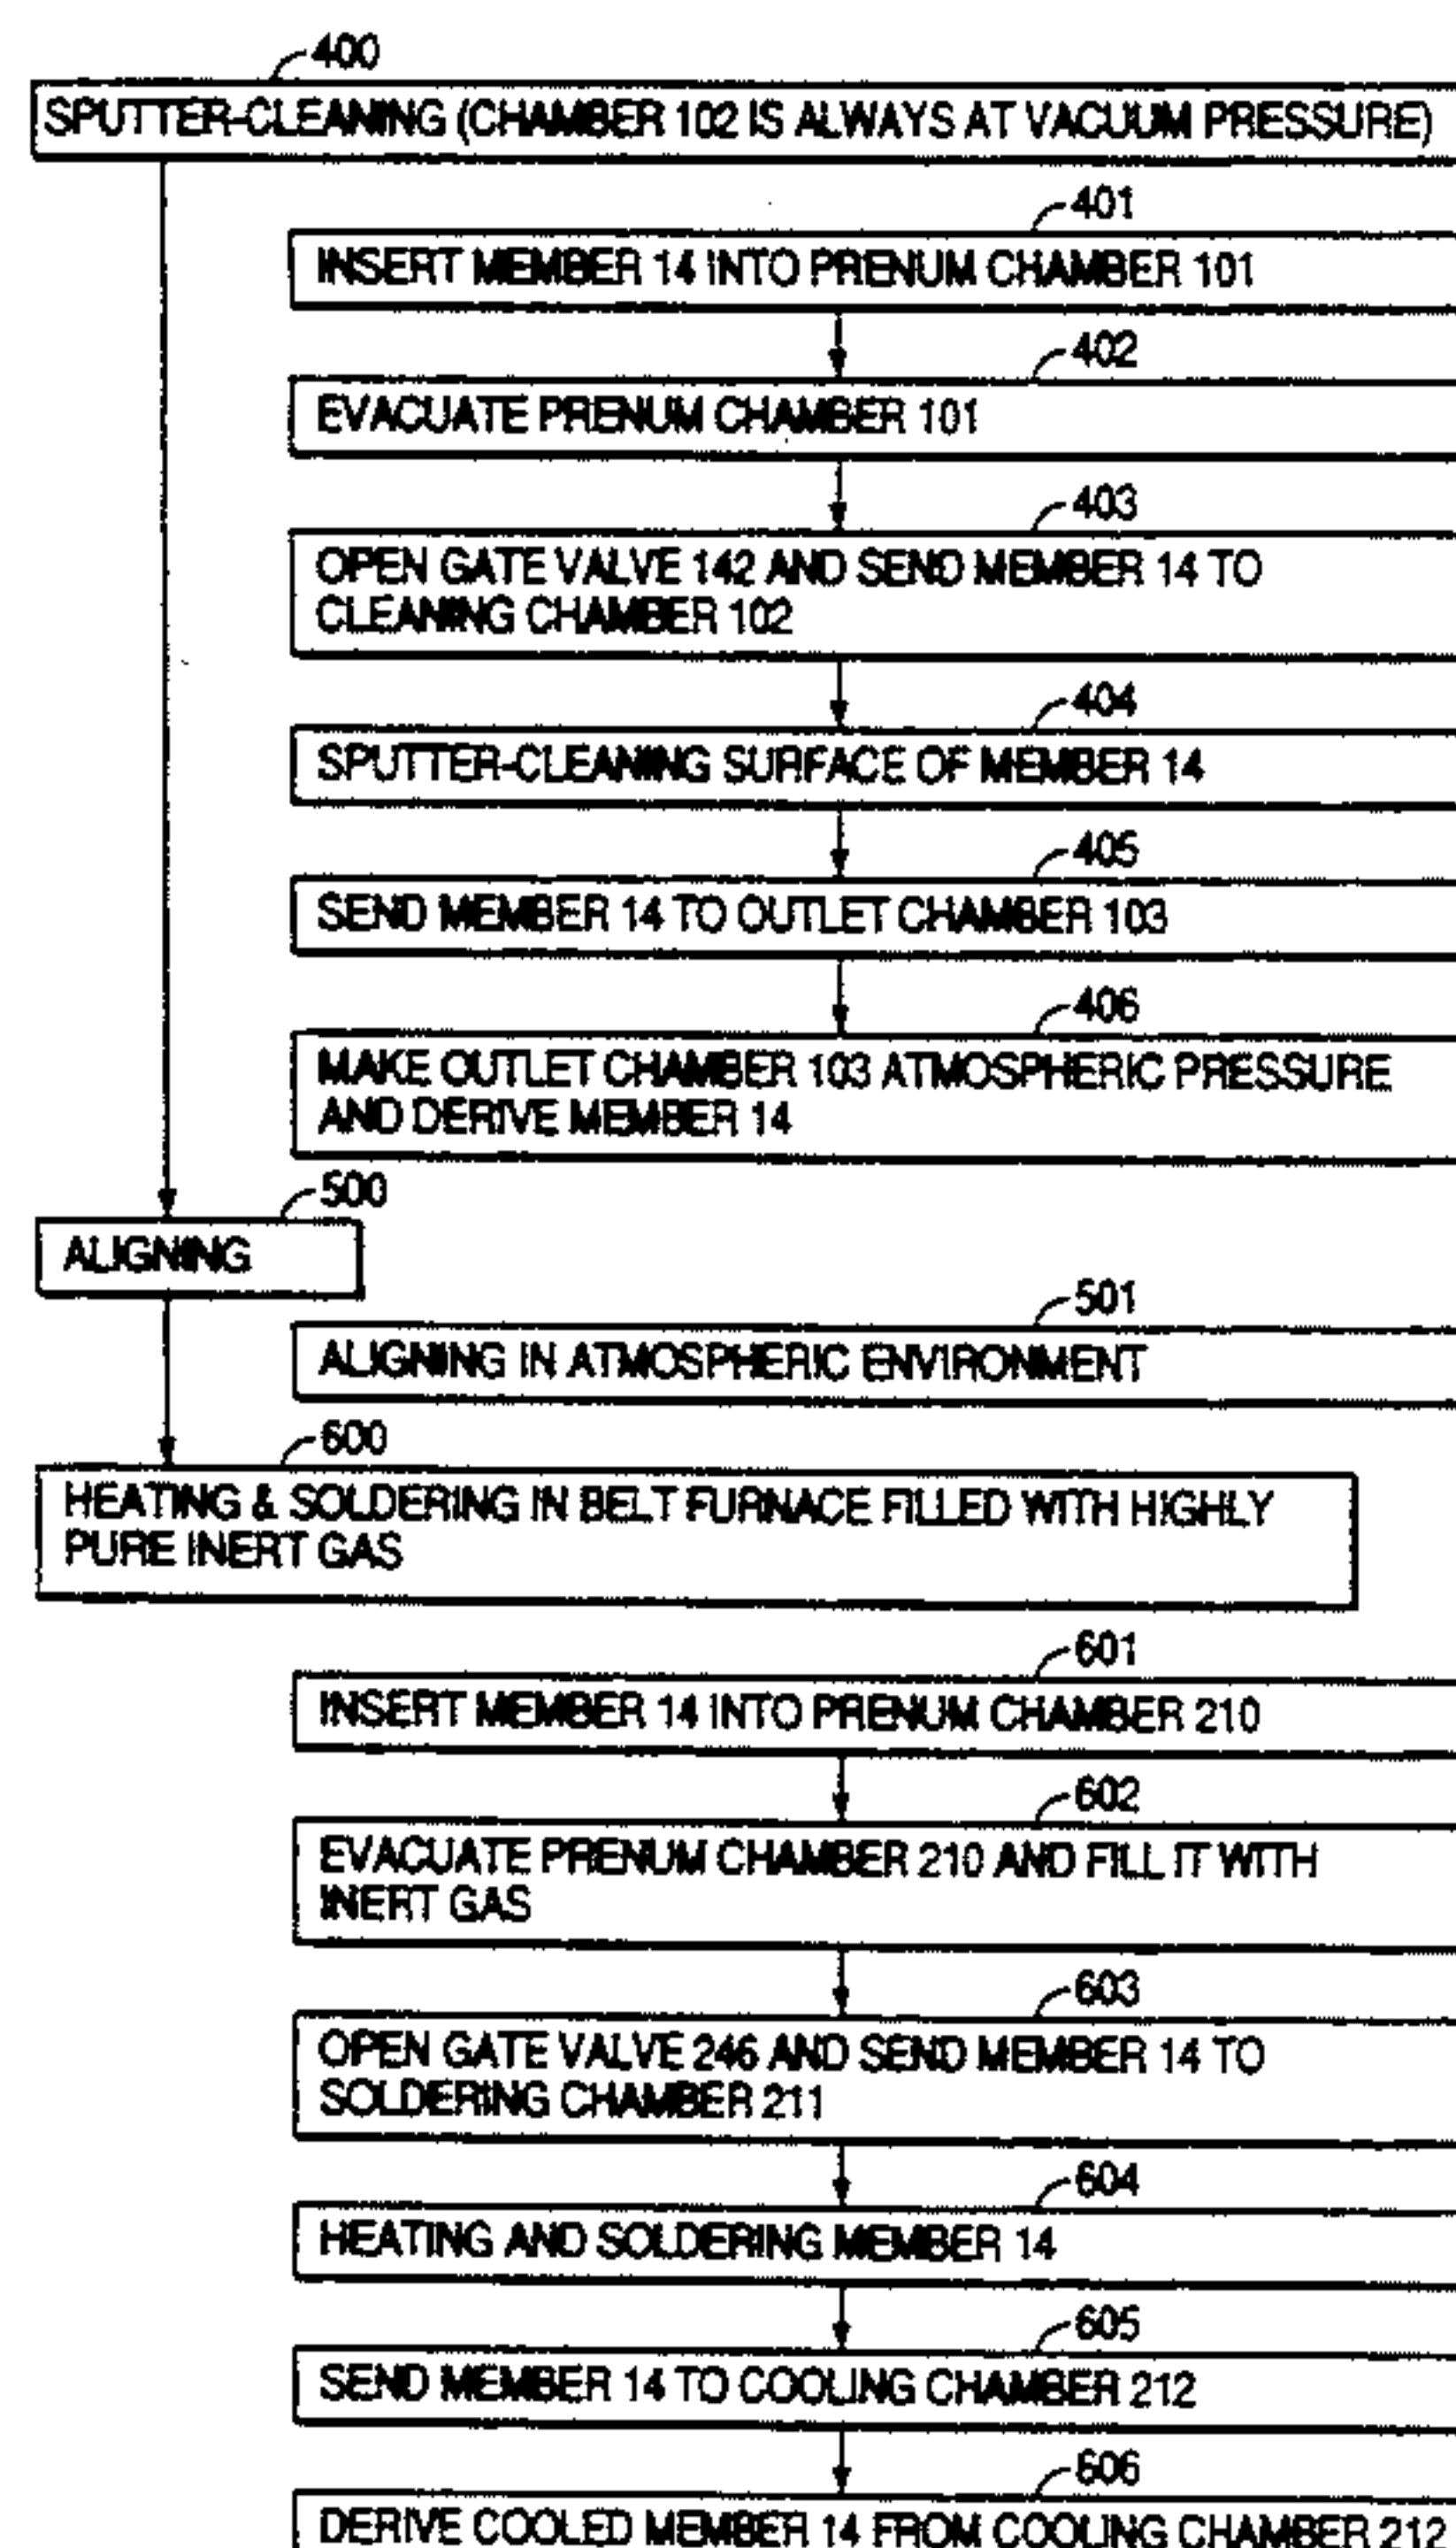 400
SPUTTER-CLEANING (CHAMBER 102 IS ALWAYS AT VACUUM PRESSURE)
401
INSERT MEMBER 14 INTO PRENUM CHAMBER 101
402
EVACUATE PRENUM CHAMBER 101
403
OPEN GATE VALVE 142 AND SEND MEMBER 14 TO
CLEANING CHAMBER 102
404
SPUTTER-CLEANING SURFACE OF MEMBER 14
405
SEND MEMBER 14 TO OUTLET CHAMBER 103
406
MAKE OUTLET CHAMBER 103 ATMOSPHERIC PRESSURE
AND DERIVE MEMBER 14
500
ALIGNING
501
ALIGNING IN ATMOSPHERIC ENVIRONMENT
600
HEATING & SOLDERING IN BELT FURNACE FILLED WITH HIGHLY
PURE INERT GAS
601
INSERT MEMBER 14 INTO PRENUM CHAMBER 210
602
EVACUATE PRENUM CHAMBER 210 AND FILL IT WITH
INERT GAS
603
OPEN GATE VALVE 246 AND SEND MEMBER 14 TO
SOLDERING CHAMBER 211
604
HEATING AND SOLDERING MEMBER 14
605
SEND MEMBER 14 TO COOLING CHAMBER 212
606
DERIVE COOLED MEMBER 14 FROM COOLING CHAMBER 212